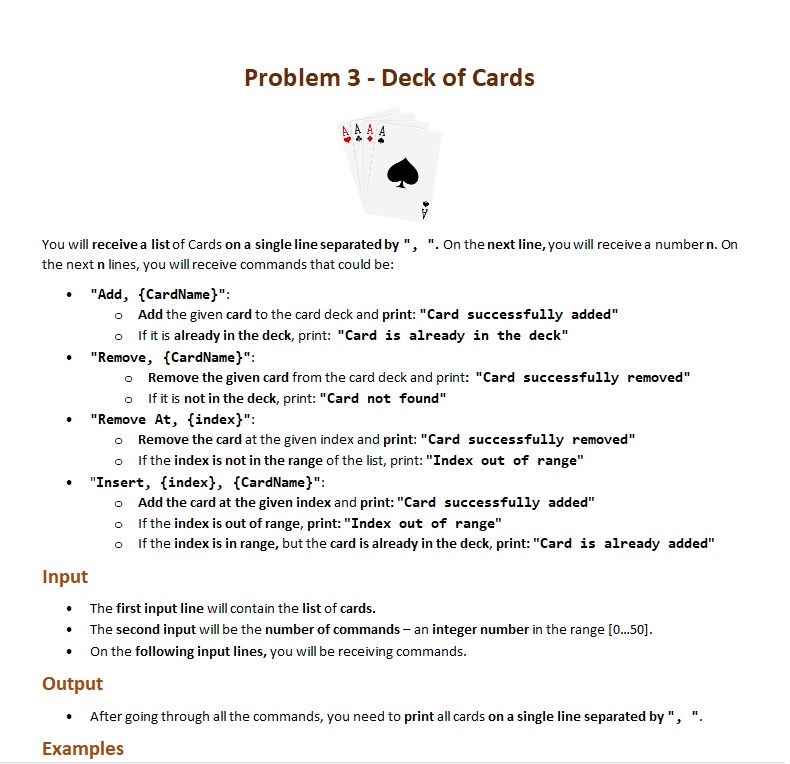 Problem 3 - Deck of Cards
A A A A
A
You will receive a list of Cards on a single line separated by ", ". On the next line, you will receive a number n. On
the next n lines, you will receive commands that could be:
• "Add, {CardName}":
o Add the given card to the card deck and print: "Card successfully added"
o If it is already in the deck, print: "Card is already in the deck"
• "Remove, {CardName}":
o Remove the given card from the card deck and print: "Card successfully removed"
o If it is not in the deck, print: "Card not found"
• "Remove At, {index}":
o Remove the card at the given index and print: "Card successfully removed"
o If the index is not in the range of the list, print: "Index out of range"
• "Insert, {index}, {CardName}":
o Add the card at the given index and print: "Card successfully added"
o If the index is out of range, print: "Index out of range"
o If the index is in range, but the card is already in the deck, print: "Card is already added"
Input
• The first input line will contain the list of cards.
• The second input will be the number of commands – an integer number in the range [0…50].
• On the following input lines, you will be receiving commands.
Output
• After going through all the commands, you need to print all cards on a single line separated by ", ".
Examples